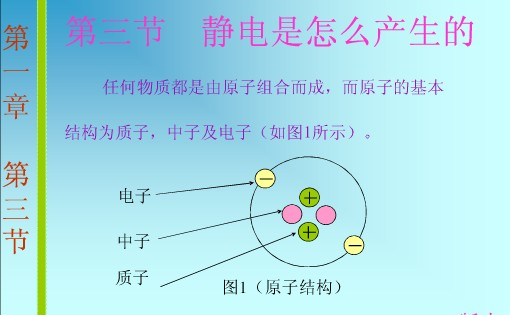 第一章 第三节
第三节 静电是怎么产生的
任何物质都是由原子组合而成，而原子的基本
结构为质子，中子及电子（如图1所示）。
电子
中子
质子
图1（原子结构）